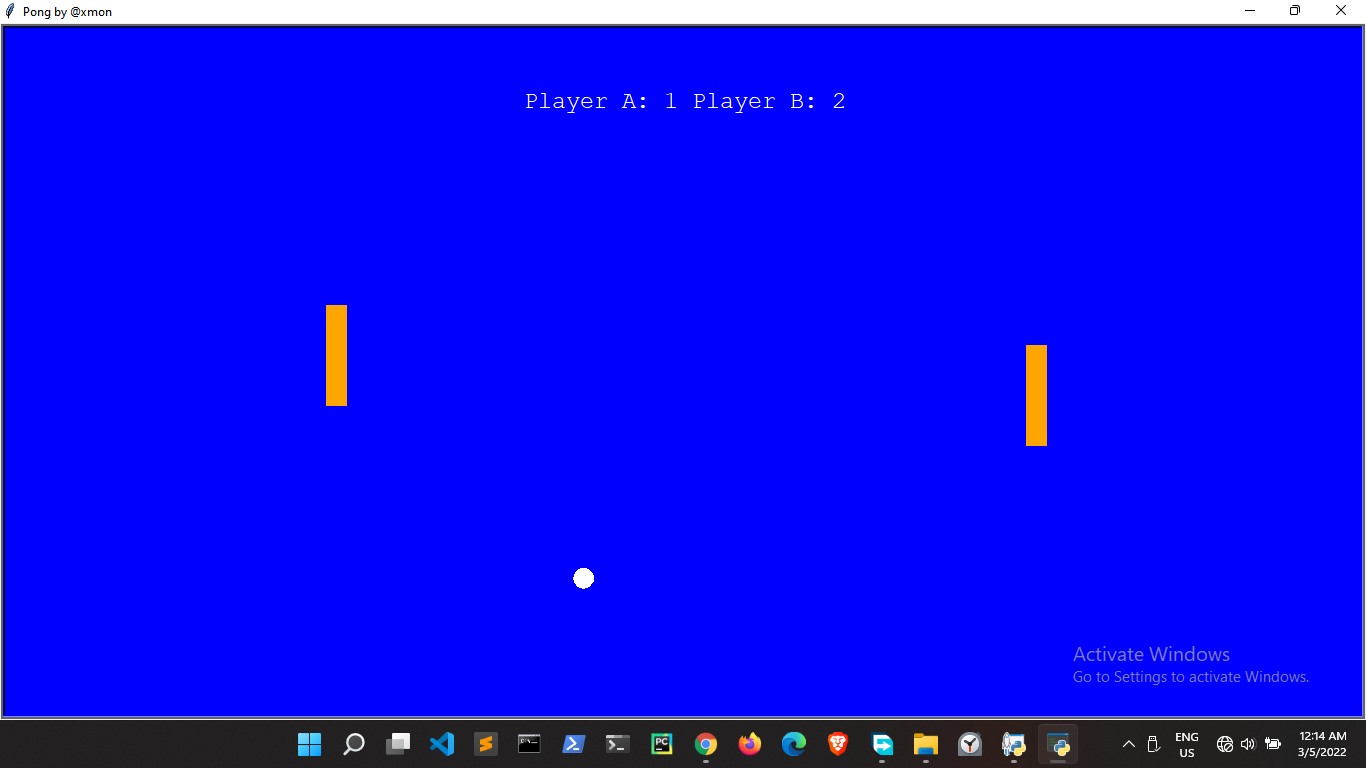 Pong by @xmon
Player A: 1 Player B: 2
Activate Windows
Go to Settings to activate Windows.
PC
ENG
US
12:14 AM
3/5/2022